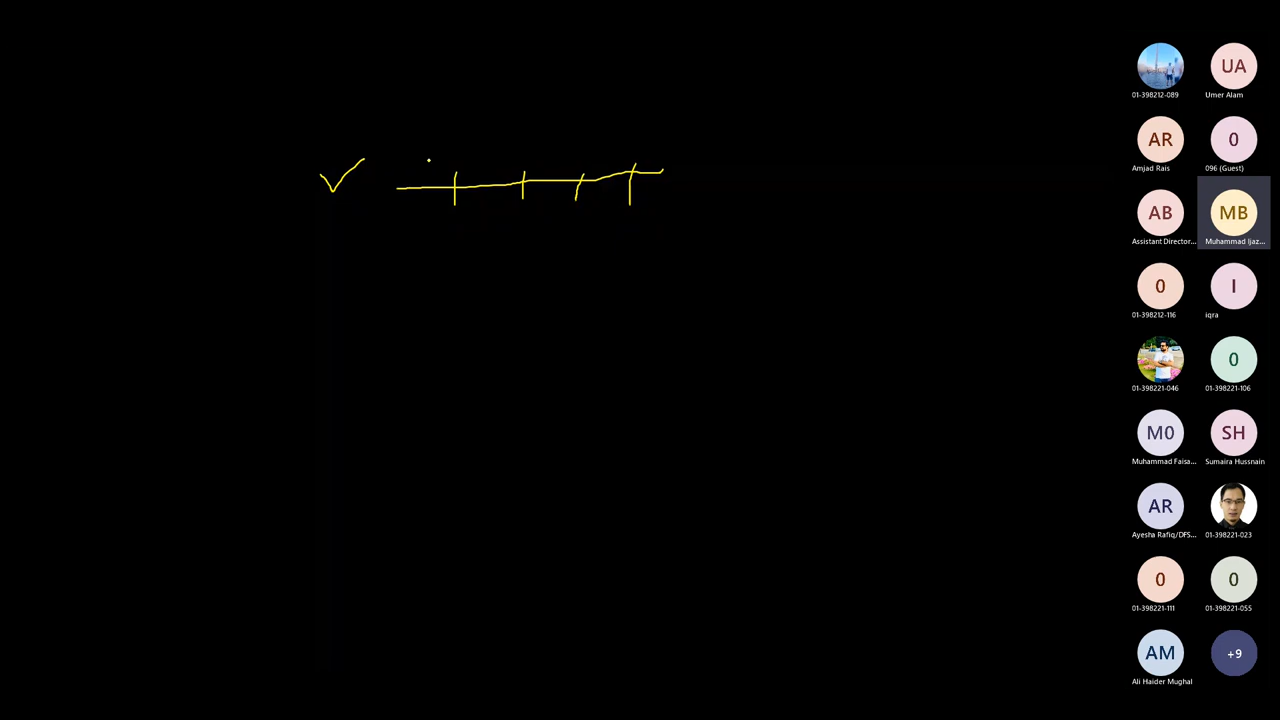 UA
01-398212-089 Umer Alam
AR 0
Amjad Rais 096 (Guest)
AB MB
Assistant Director... Muhammad Ijaz...
0 I
01-398212-116 iqra
0
01-398221-046 01-398221-106
M0 SH
Muhammad Faisa... Sumaira Hussnain
AR
Ayesha Rafiq/DFS... 01-398221-023
0 0
01-398221-111 01-398221-055
AM +9
Ali Haider Mughal